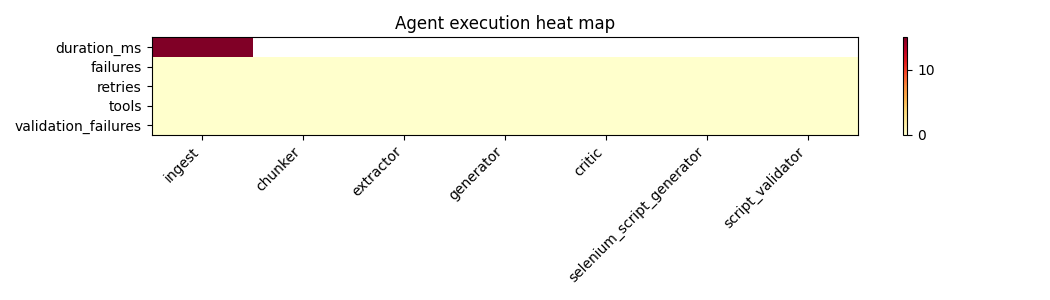 Agent execution heat map
duration_ms
failures
retries
tools
validation_failures
ingest
chunker
extractor
generator
critic
selenium_script_generator
script_validator
10
0